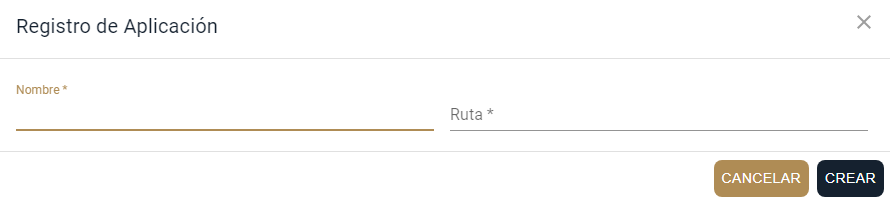 Registro de Aplicación
Nombre *
Ruta *
CANCELAR
CREAR